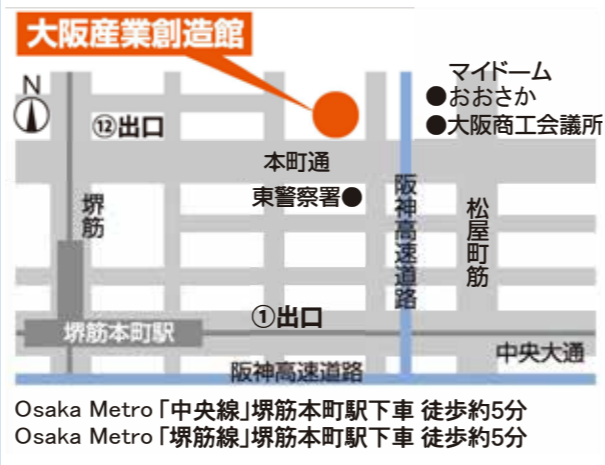 大阪産業創造館
N
マイドーム
●おおさか
⑫出口
●大阪商工会議所
本町通
東警察署●
堺筋
阪神高速道路
松屋町筋
①出口
堺筋本町駅
中央大通
阪神高速道路
Osaka Metro「中央線」堺筋本町駅下車 徒歩約5分
Osaka Metro「堺筋線」堺筋本町駅下車 徒歩約5分